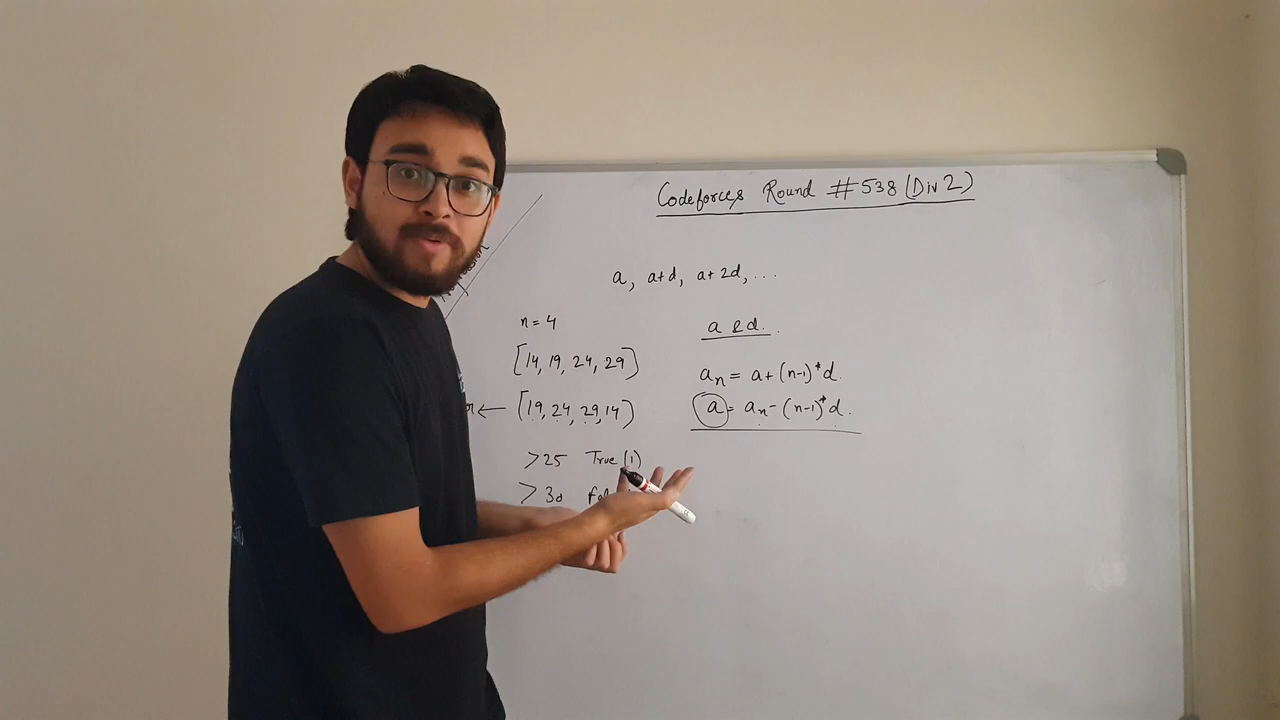 Codeforces Round #538 (Div 2)
a, a+d, a+2d, ...
n = 4
[14, 19, 24, 29]
← [19, 24, 29, 14]
>25 True (1)
>30
a & d.
an = a + (n-1)*d.
a = an - (n-1)*d.